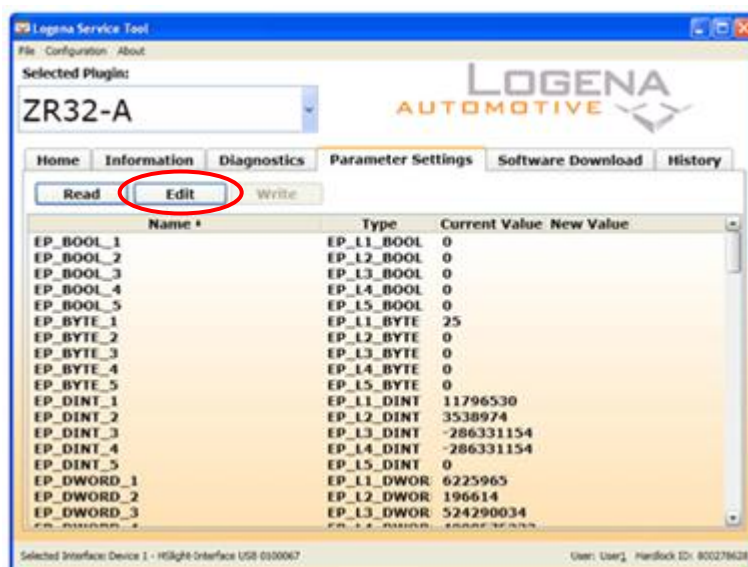 Logena Service Tool
File Configuration About
Selected Plugin:
ZR32-A
LOGENA
AUTOMOTIVE
Home Information Diagnostics Parameter Settings Software Download History
Read Edit Write
Name Type Current Value New Value
EP_BOOL_1 EP_L1_BOOL 0
EP_BOOL_2 EP_L2_BOOL 0
EP_BOOL_3 EP_L3_BOOL 0
EP_BOOL_4 EP_L4_BOOL 0
EP_BOOL_5 EP_L5_BOOL 0
EP_BYTE_1 EP_L1_BYTE 25
EP_BYTE_2 EP_L2_BYTE 0
EP_BYTE_3 EP_L3_BYTE 0
EP_BYTE_4 EP_L4_BYTE 0
EP_BYTE_5 EP_L5_BYTE 0
EP_DINT_1 EP_L1_DINT 11796530
EP_DINT_2 EP_L2_DINT 3538974
EP_DINT_3 EP_L3_DINT -286331154
EP_DINT_4 EP_L4_DINT -286331154
EP_DINT_5 EP_L5_DINT 0
EP_DWORD_1 EP_L1_DWOR 6225965
EP_DWORD_2 EP_L2_DWOR 196614
EP_DWORD_3 EP_L3_DWOR 524290034
Selected Interface: Device 1 - HSlight-Interface USB 0100067
User: User1, Hardlock ID: 800278628